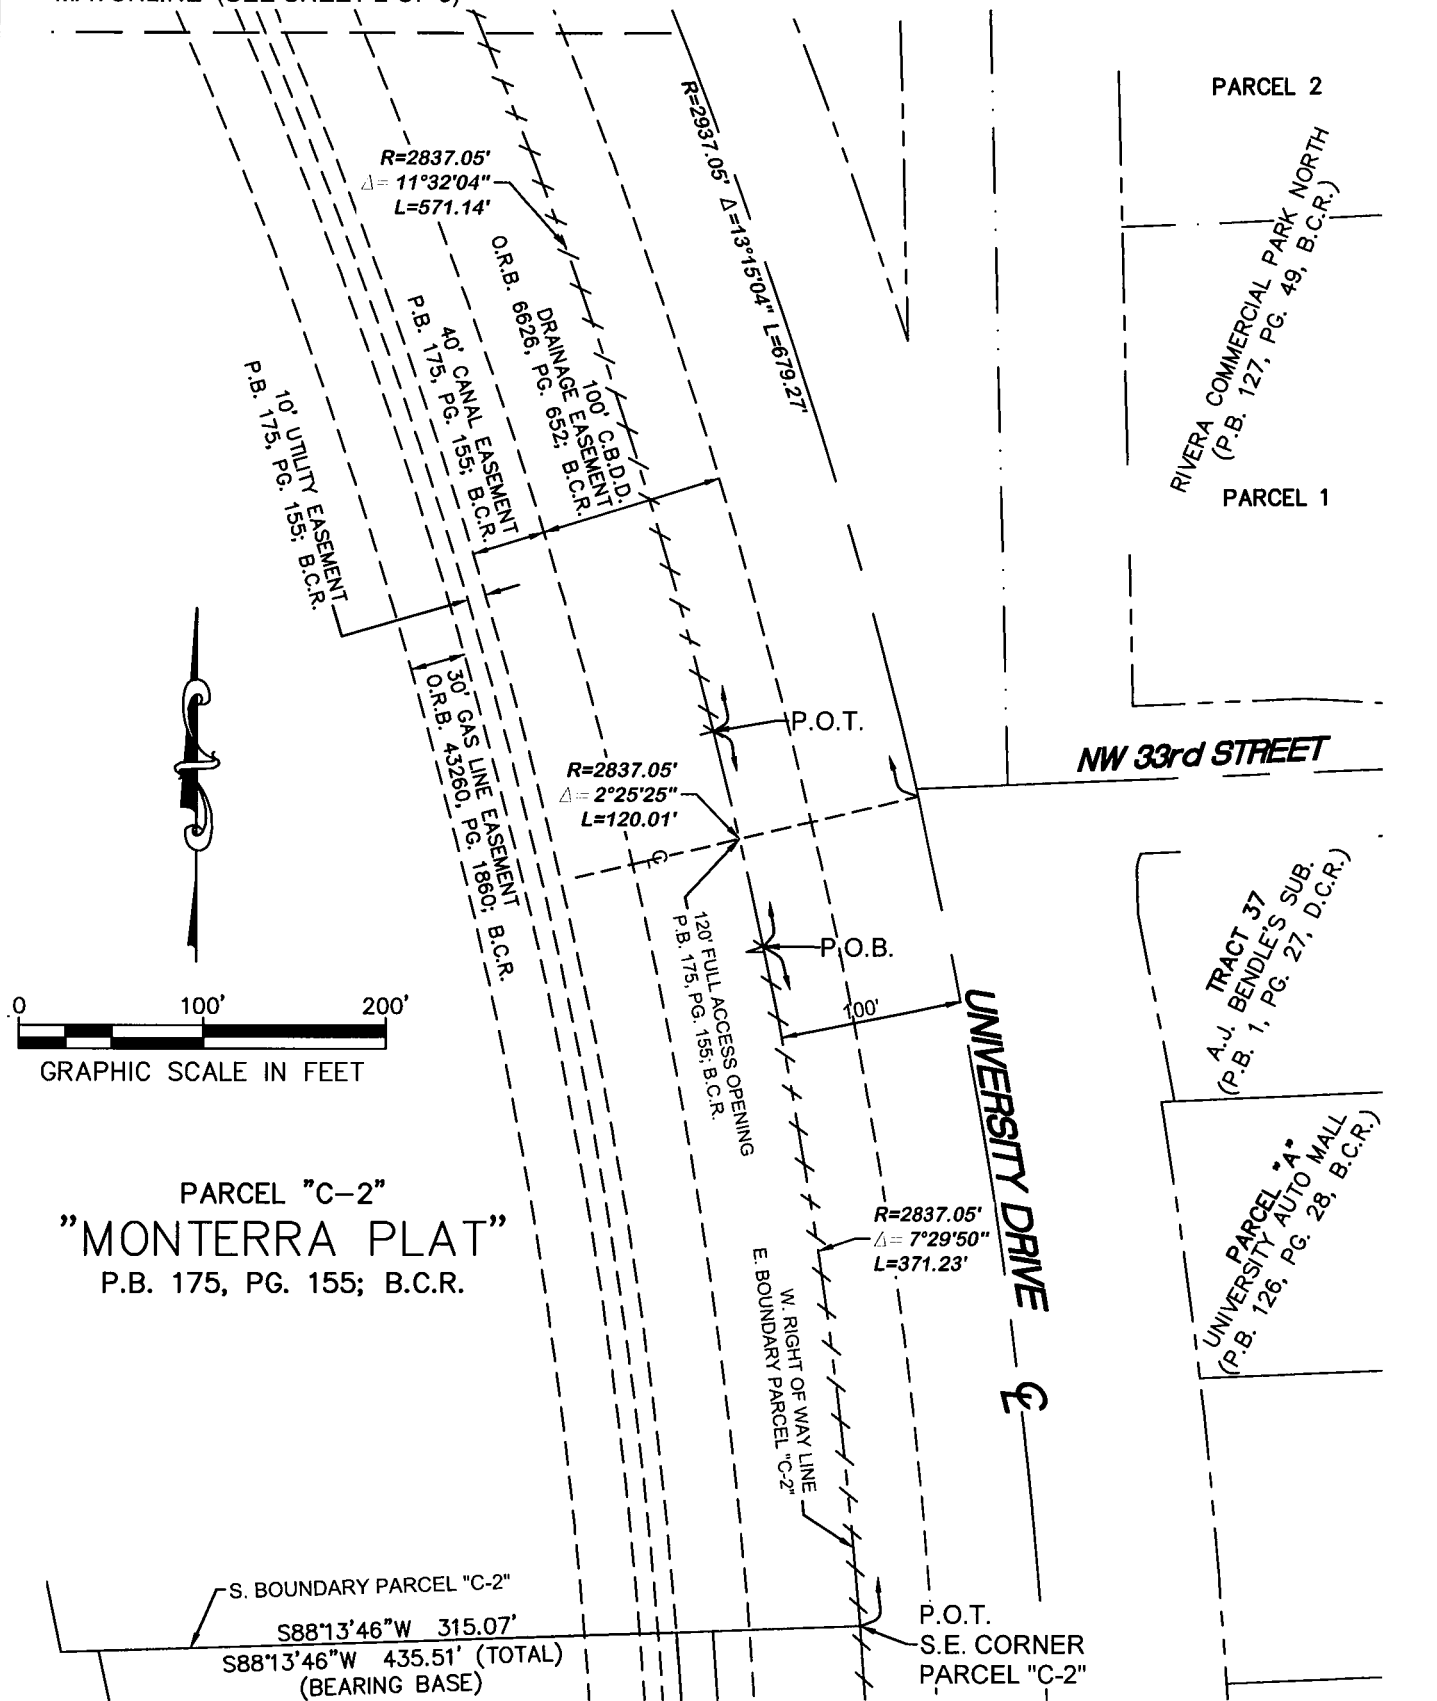 PARCEL 2
R=2937.05' Δ=13°15'04" L=679.27'
R=2837.05'
Δ= 11°32'04"
L=571.14'
RIVERA COMMERCIAL PARK NORTH
(P.B. 127, PG. 49, B.C.R.)
100' C.B.D.D.
DRAINAGE EASEMENT
O.R.B. 6626, PG. 652; B.C.R.
40' CANAL EASEMENT
P.B. 175, PG. 155; B.C.R.
10' UTILITY EASEMENT
P.B. 175, PG. 155; B.C.R.
PARCEL 1
30' GAS LINE EASEMENT
O.R.B. 43260, PG. 1860; B.C.R.
P.O.T.
NW 33rd STREET
R=2837.05'
Δ= 2°25'25"
L=120.01'
120' FULL ACCESS OPENING
P.B. 175, PG. 155; B.C.R.
P.O.B.
TRACT 37
A.J. BENDLE'S SUB.
(P.B. 1, PG. 27, D.C.R.)
0 100' 200'
GRAPHIC SCALE IN FEET
100'
UNIVERSITY DRIVE
PARCEL "A"
UNIVERSITY AUTO MALL
(P.B. 126, PG. 28, B.C.R.)
PARCEL "C-2"
"MONTERRA PLAT"
P.B. 175, PG. 155; B.C.R.
R=2837.05'
Δ= 7°29'50"
L=371.23'
W. RIGHT OF WAY LINE
E. BOUNDARY PARCEL "C-2"
S. BOUNDARY PARCEL "C-2"
S88°13'46"W 315.07'
S88°13'46"W 435.51' (TOTAL)
(BEARING BASE)
P.O.T.
S.E. CORNER
PARCEL "C-2"